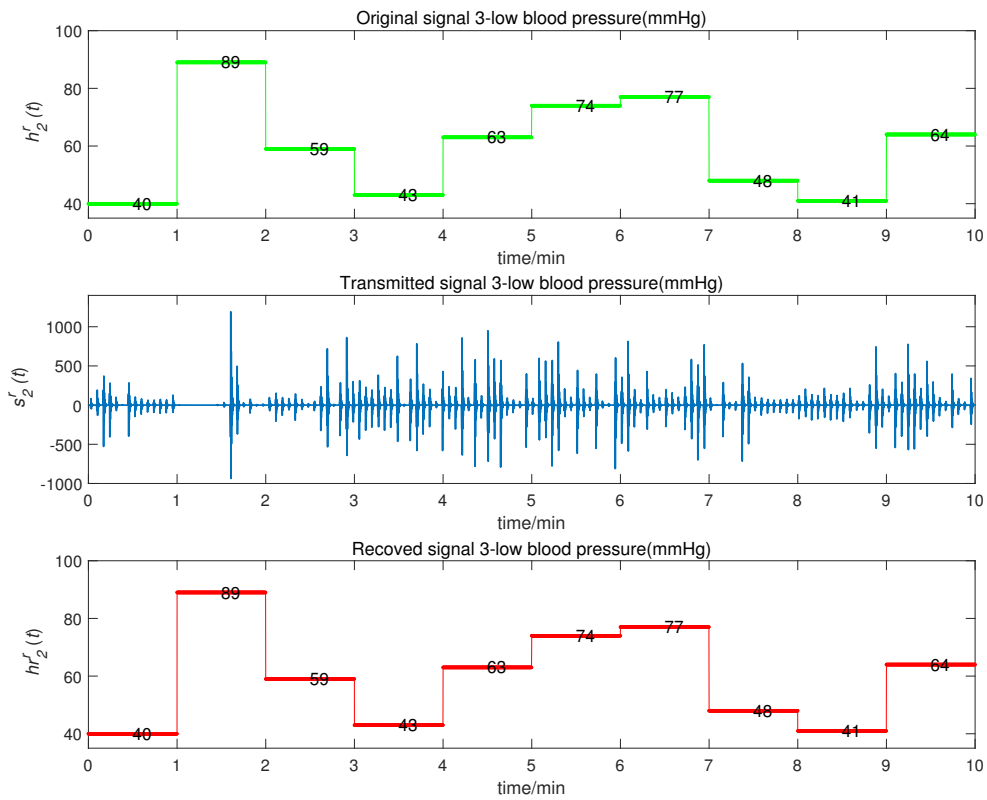 Original signal 3-low blood pressure(mmHg)
100
80
60
40
h₂ʳ(t)
40
89
59
43
63
74
77
48
41
64
0 1 2 3 4 5 6 7 8 9 10
time/min
Transmitted signal 3-low blood pressure(mmHg)
1000
500
0
-500
-1000
s₂ʳ(t)
0 1 2 3 4 5 6 7 8 9 10
time/min
Recoved signal 3-low blood pressure(mmHg)
100
80
60
40
hr₂ʳ(t)
40
89
59
43
63
74
77
48
41
64
0 1 2 3 4 5 6 7 8 9 10
time/min